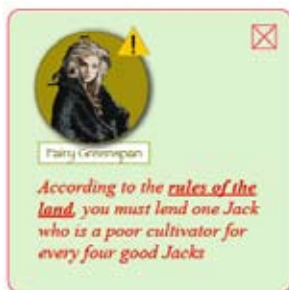 Fairy Greenspan
According to the rules of the
land, you must lend one Jack
who is a poor cultivator for
every four good Jacks